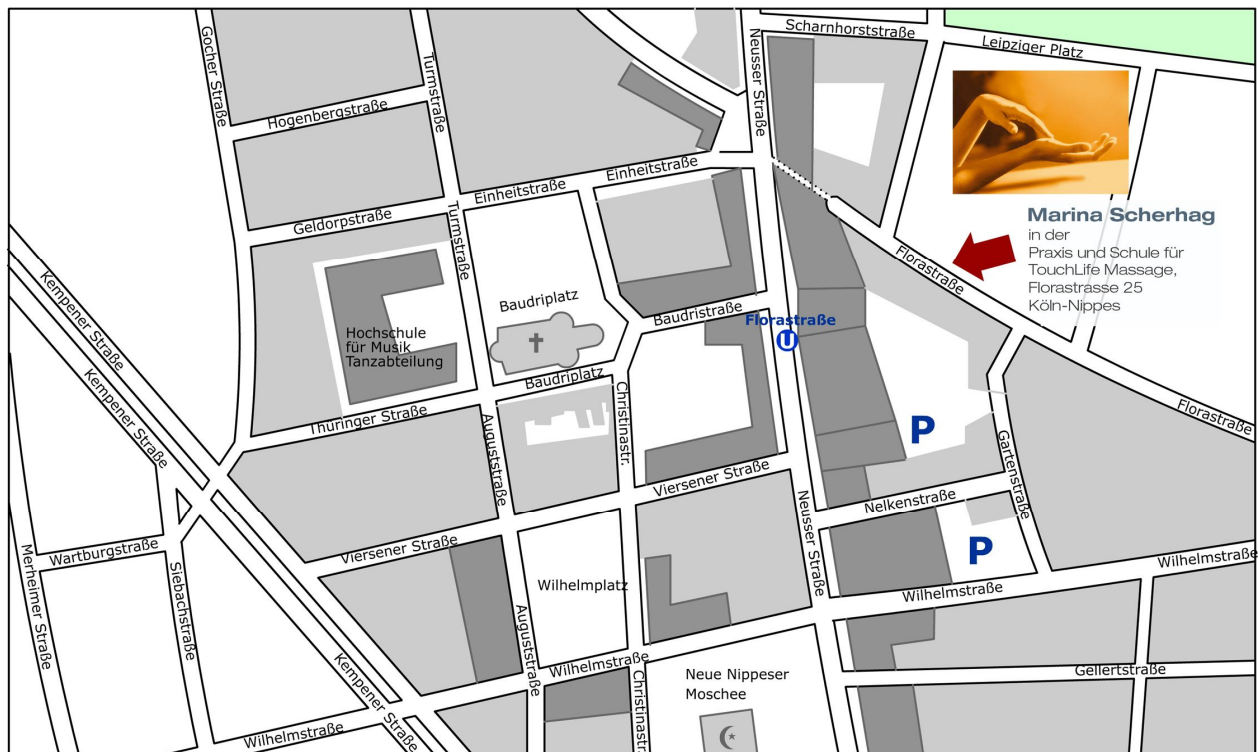 Gocher Straße
Turmstraße
Neusser Straße
Scharnhorststraße
Leipziger Platz
Hogenbergstraße
Einheitstraße
Einheitstraße
Geldorpstraße
Turmstraße
Marina Scherhag
in der
Praxis und Schule für
TouchLife Massage,
Florastrasse 25
Köln-Nippes
Florastraße
Kempener Straße
Kempener Straße
Baudriplatz
Baudristraße
Florastraße
U
Hochschule
für Musik
Tanzabteilung
Baudriplatz
Thüringer Straße
Christinastr.
Auguststraße
P
Gartenstraße
Florastraße
Viersener Straße
Neusser Straße
Nelkenstraße
P
Viersener Straße
Wartburgstraße
Merheimer Straße
Siebachstraße
Wilhelmplatz
Auguststraße
Wilhelmstraße
Wilhelmstraße
Wilhelmstraße
Kempener Straße
Christinastr.
Neue Nippeser
Moschee
Gellertstraße
Wilhelmstraße